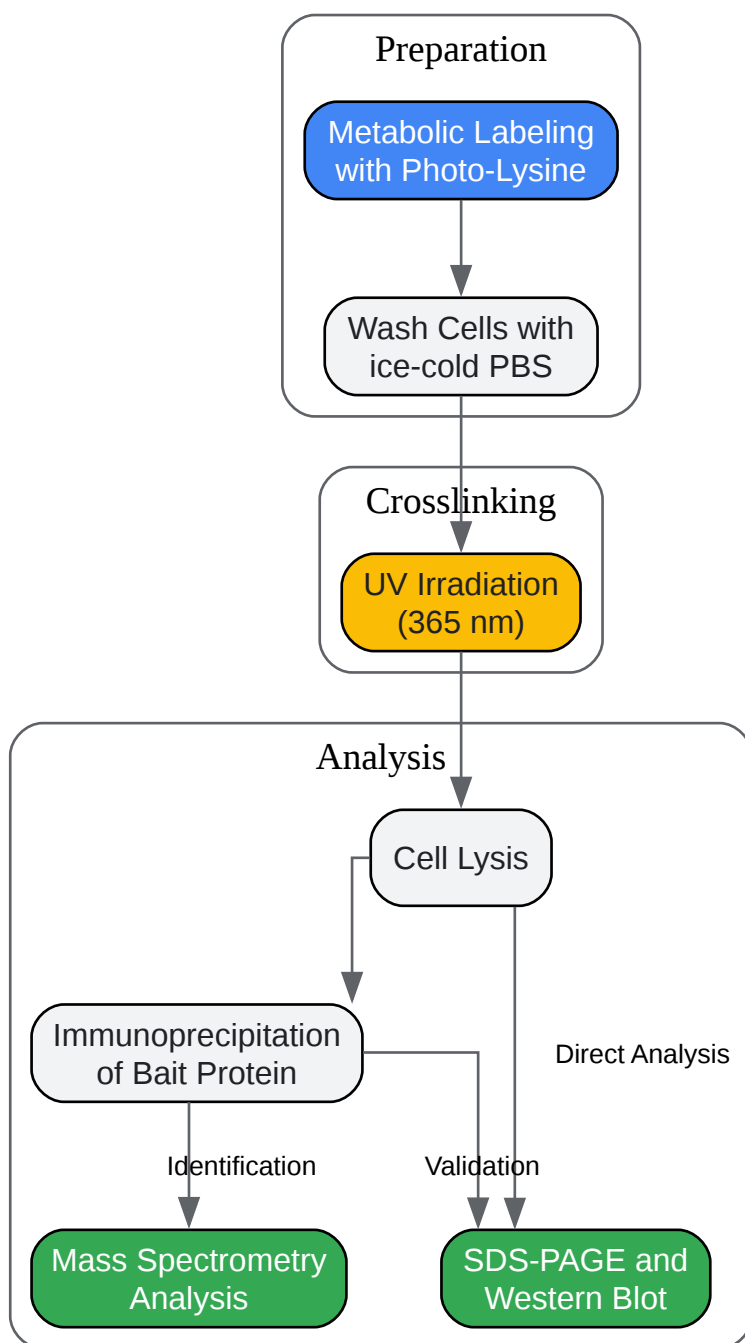 Preparation
Metabolic Labeling
with Photo-Lysine
Wash Cells with
ice-cold PBS
Crosslinking
UV Irradiation
(365 nm)
Analysis
Cell Lysis
Immunoprecipitation
of Bait Protein
Direct Analysis
Identification
Validation
Mass Spectrometry
Analysis
SDS-PAGE and
Western Blot